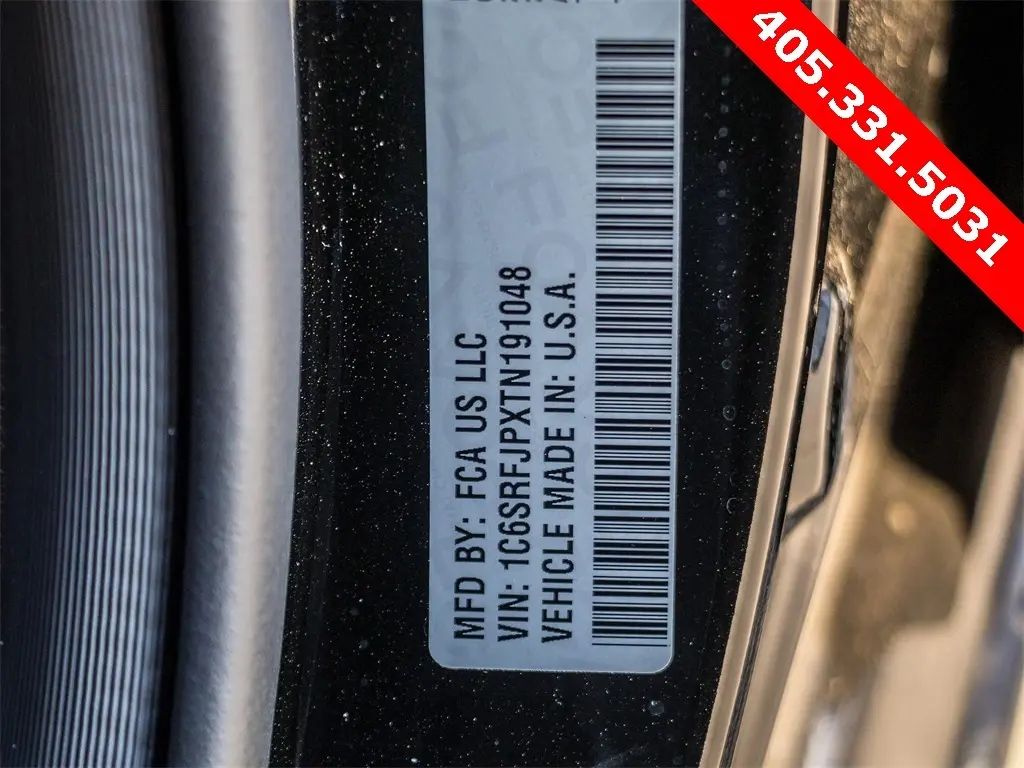 MFD BY: FCA US LLC
VIN: 1C6SRFJPXTN191048
VEHICLE MADE IN: U.S.A.
405.331.5031